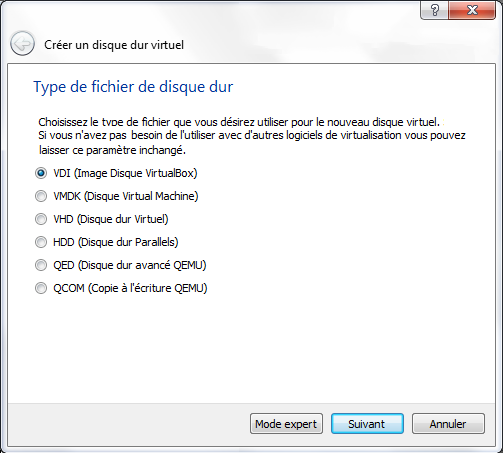 ?
Créer un disque dur virtuel
Type de fichier de disque dur
Choisissez le type de fichier que vous désirez utiliser pour le nouveau disque virtuel.
Si vous n'avez pas besoin de l'utiliser avec d'autres logiciels de virtualisation vous pouvez
laisser ce paramètre inchangé.
VDI (Image Disque VirtualBox)
VMDK (Disque Virtual Machine)
VHD (Disque dur Virtuel)
HDD (Disque dur Parallels)
QED (Disque dur avancé QEMU)
QCOM (Copie à l'écriture QEMU)
Mode expert Suivant Annuler